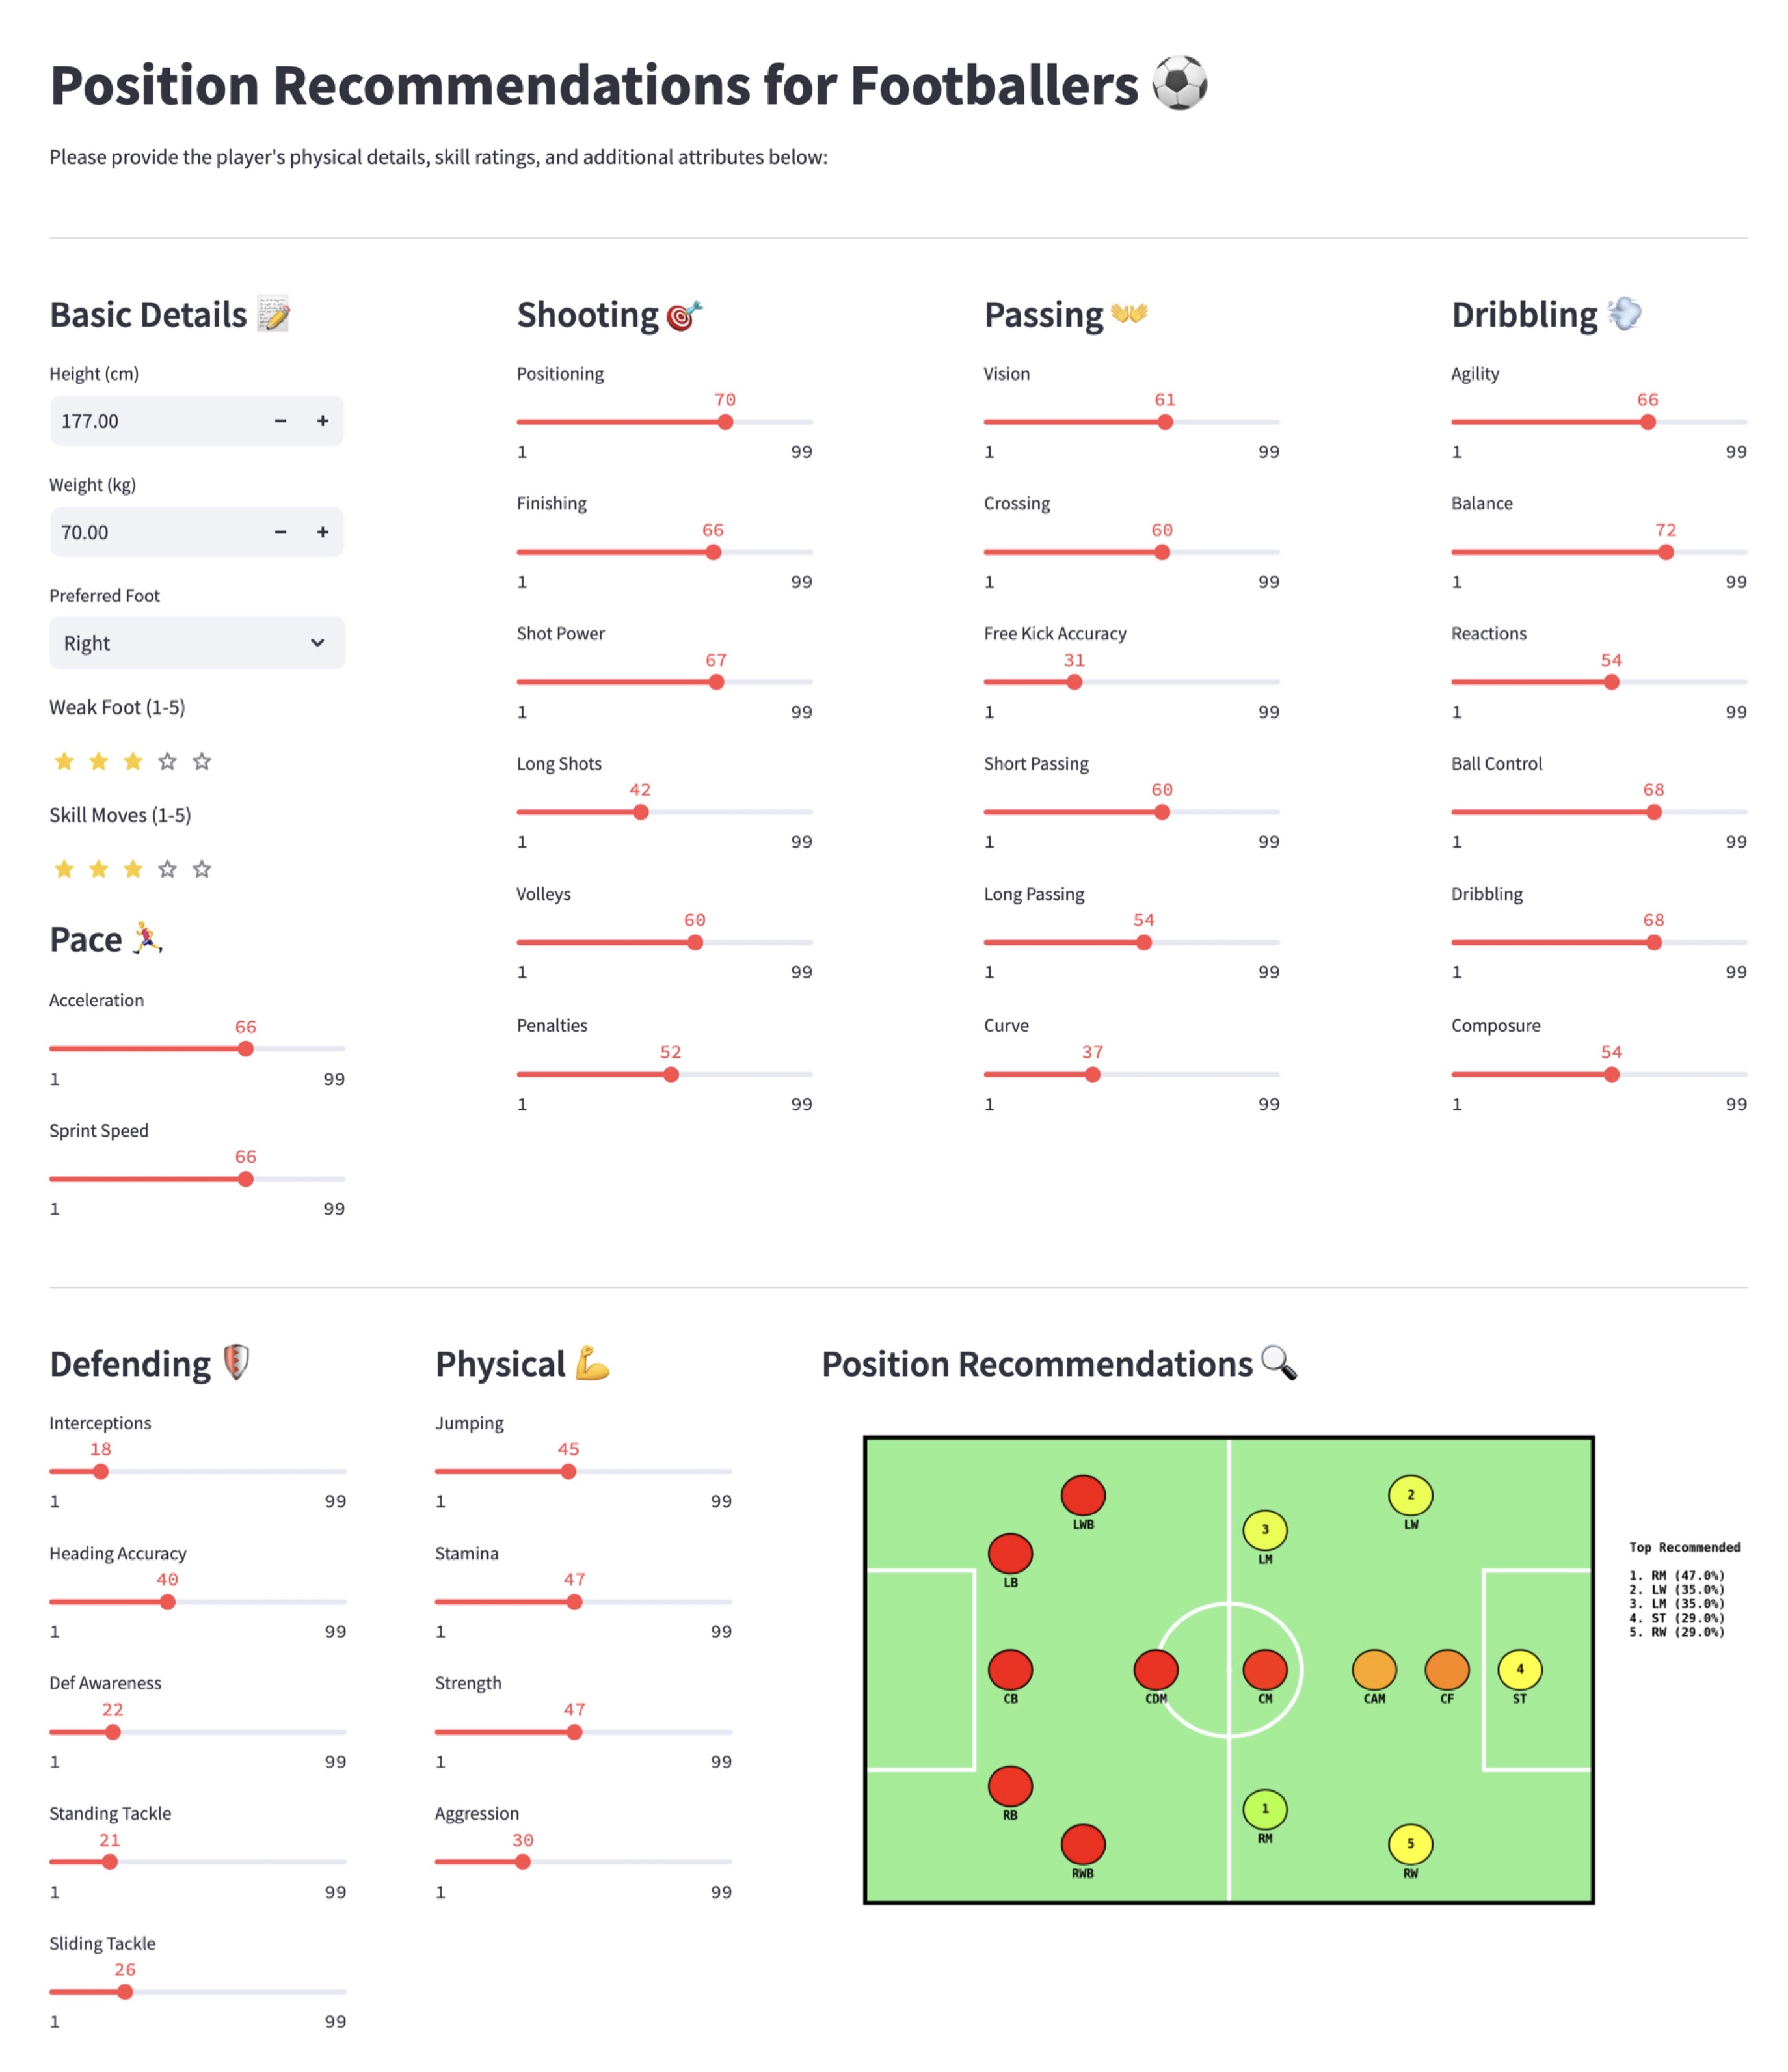 Position Recommendations for Footballers
Please provide the player's physical details, skill ratings, and additional attributes below:
Basic Details
Height (cm)
177.00
Weight (kg)
70.00
Preferred Foot
Right
Weak Foot (1-5)
Skill Moves (1-5)
Pace
Acceleration
66
1 99
Sprint Speed
66
1 99
Shooting
Positioning
70
1 99
Finishing
66
1 99
Shot Power
67
1 99
Long Shots
42
1 99
Volleys
60
1 99
Penalties
52
1 99
Passing
Vision
61
1 99
Crossing
60
1 99
Free Kick Accuracy
31
1 99
Short Passing
60
1 99
Long Passing
54
1 99
Curve
37
1 99
Dribbling
Agility
66
1 99
Balance
72
1 99
Reactions
54
1 99
Ball Control
68
1 99
Dribbling
68
1 99
Composure
54
1 99
Defending
Interceptions
18
1 99
Heading Accuracy
40
1 99
Def Awareness
22
1 99
Standing Tackle
21
1 99
Sliding Tackle
26
1 99
Physical
Jumping
45
1 99
Stamina
47
1 99
Strength
47
1 99
Aggression
30
1 99
Position Recommendations
2
LWB LW
3
LM
LB
4
CB CDM CM CAM CF ST
1
RB
RM
5
RWB RW
Top Recommended
1. RM (47.0%)
2. LW (35.0%)
3. LM (35.0%)
4. ST (29.0%)
5. RW (29.0%)